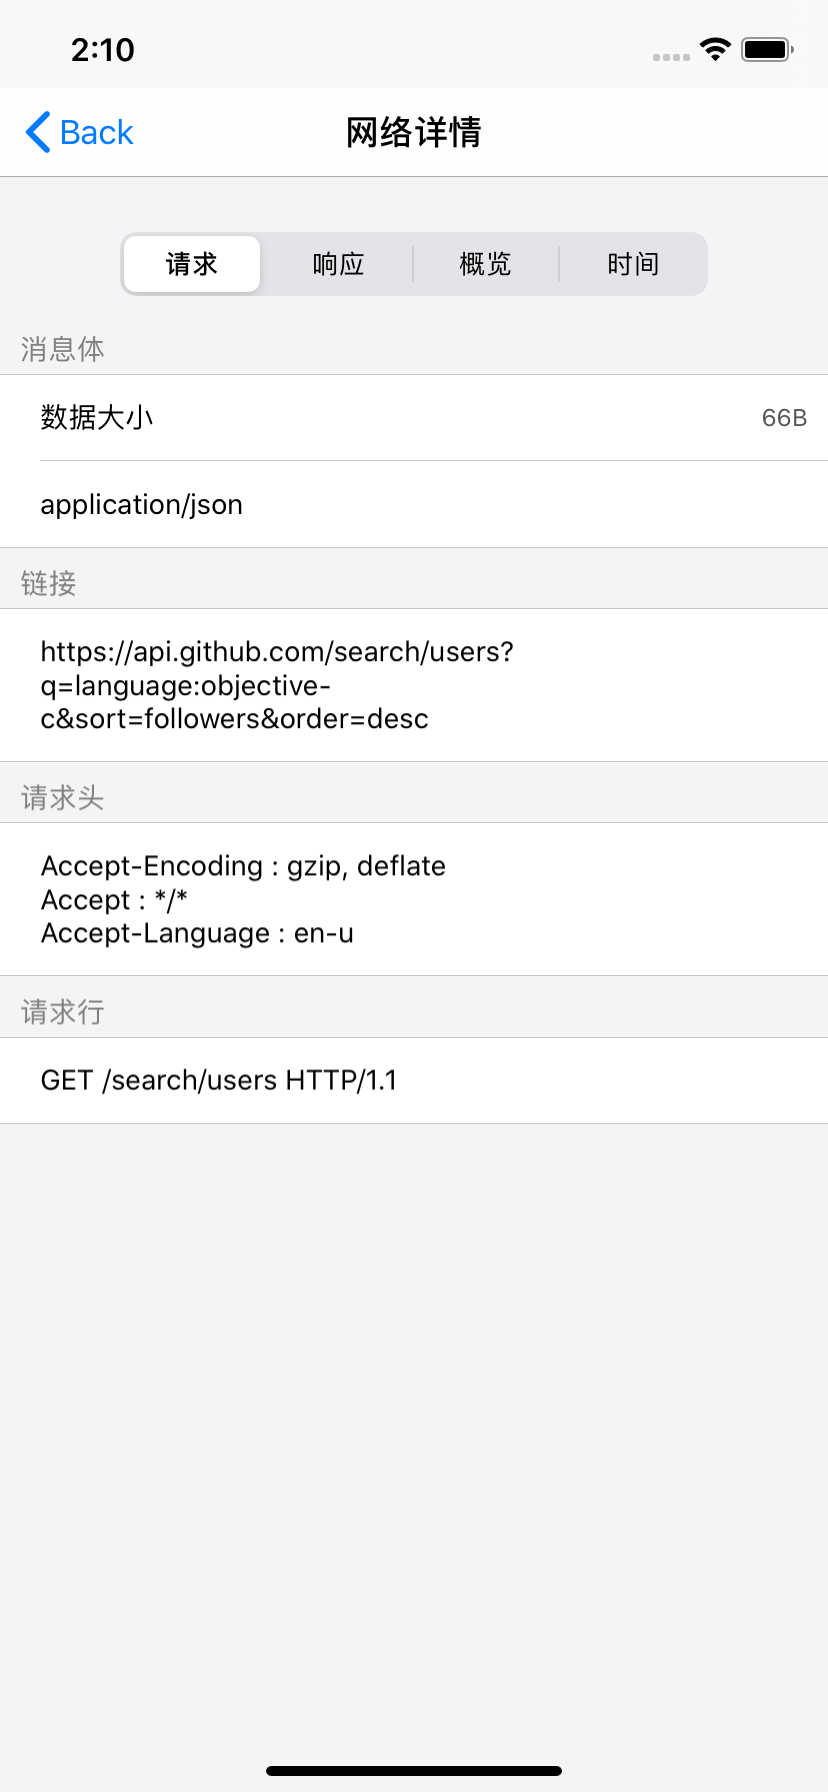 2:10
Back
网络详情
请求
响应
概览
时间
消息体
数据大小
66B
application/json
链接
https://api.github.com/search/users?
q=language:objective-
c&sort=followers&order=desc
请求头
Accept-Encoding : gzip, deflate
Accept : */*
Accept-Language : en-u
请求行
GET /search/users HTTP/1.1